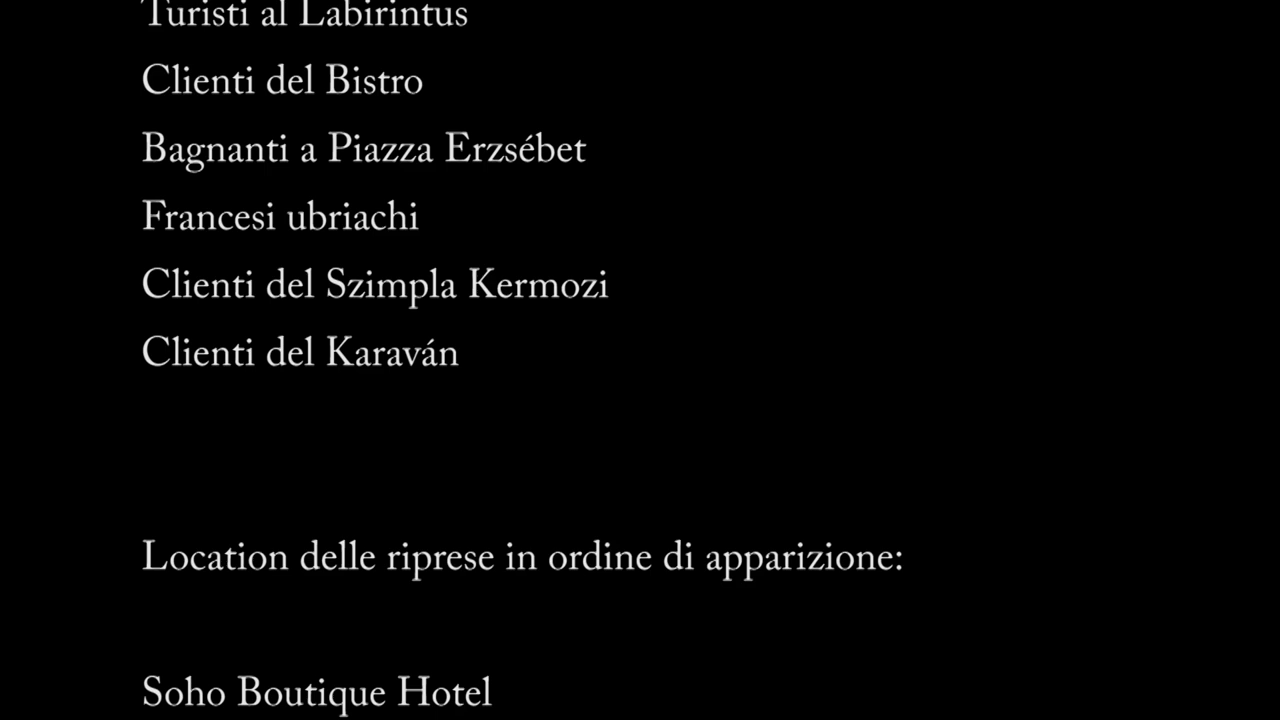 Turisti al Labirintus
Clienti del Bistro
Bagnanti a Piazza Erzsébet
Francesi ubriachi
Clienti del Szimpla Kermozi
Clienti del Karaván
Location delle riprese in ordine di apparizione:
Soho Boutique Hotel